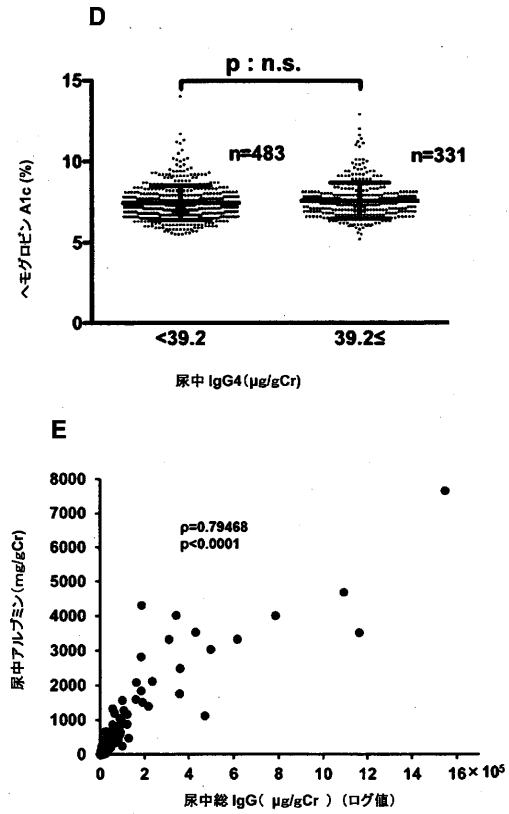 D
p : n.s.
15
n=483
n=331
10
5
0
ヘモグロビン A1c (%)
<39.2
39.2≤
尿中 IgG4(μg/gCr)
E
8000
7000
6000
5000
4000
3000
2000
1000
0
ρ=0.79468
p<0.0001
尿中アルブミン(mg/gCr)
0 2 4 6 8 10 12 14 16 × 10⁵
尿中総 IgG( μg/gCr ) (ログ値)